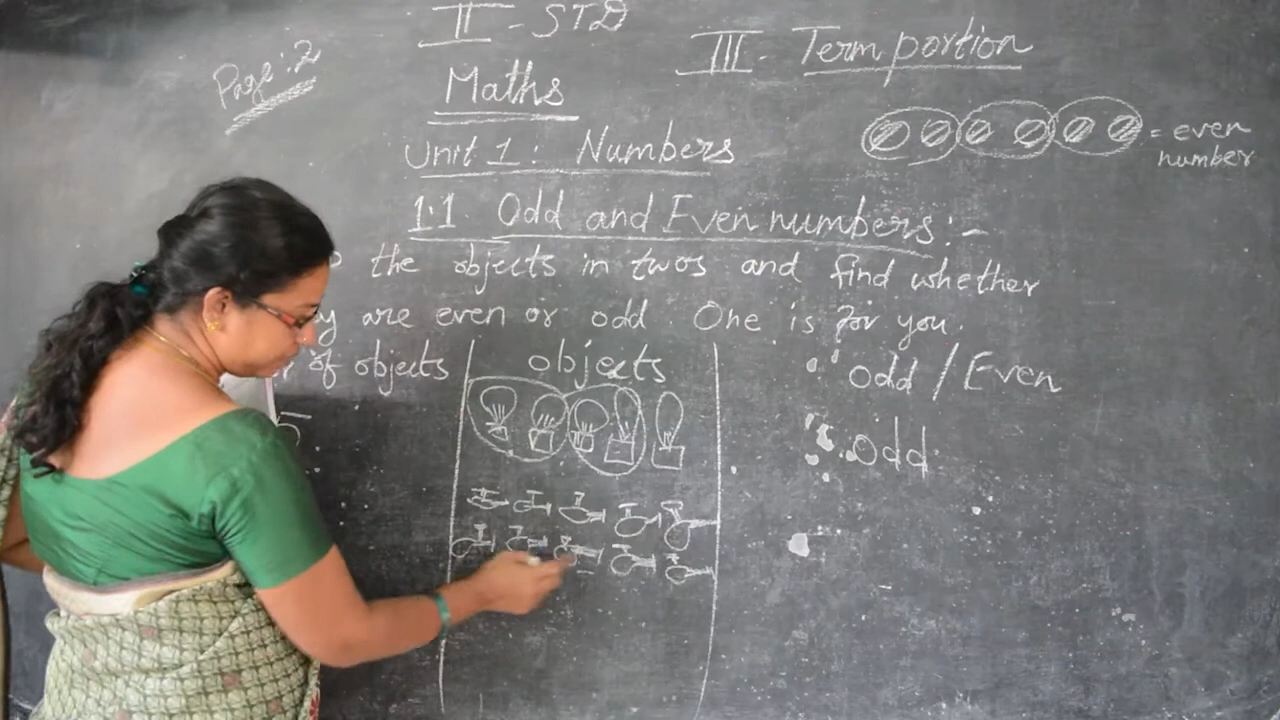 II - STD
Page: 2
III - Term portion
Maths
= even
number
Unit 1 : Numbers
1.1. Odd and Even numbers :-
the objects in twos and find whether
y are even or odd. One is for you.
of objects objects Odd / Even
5 Odd